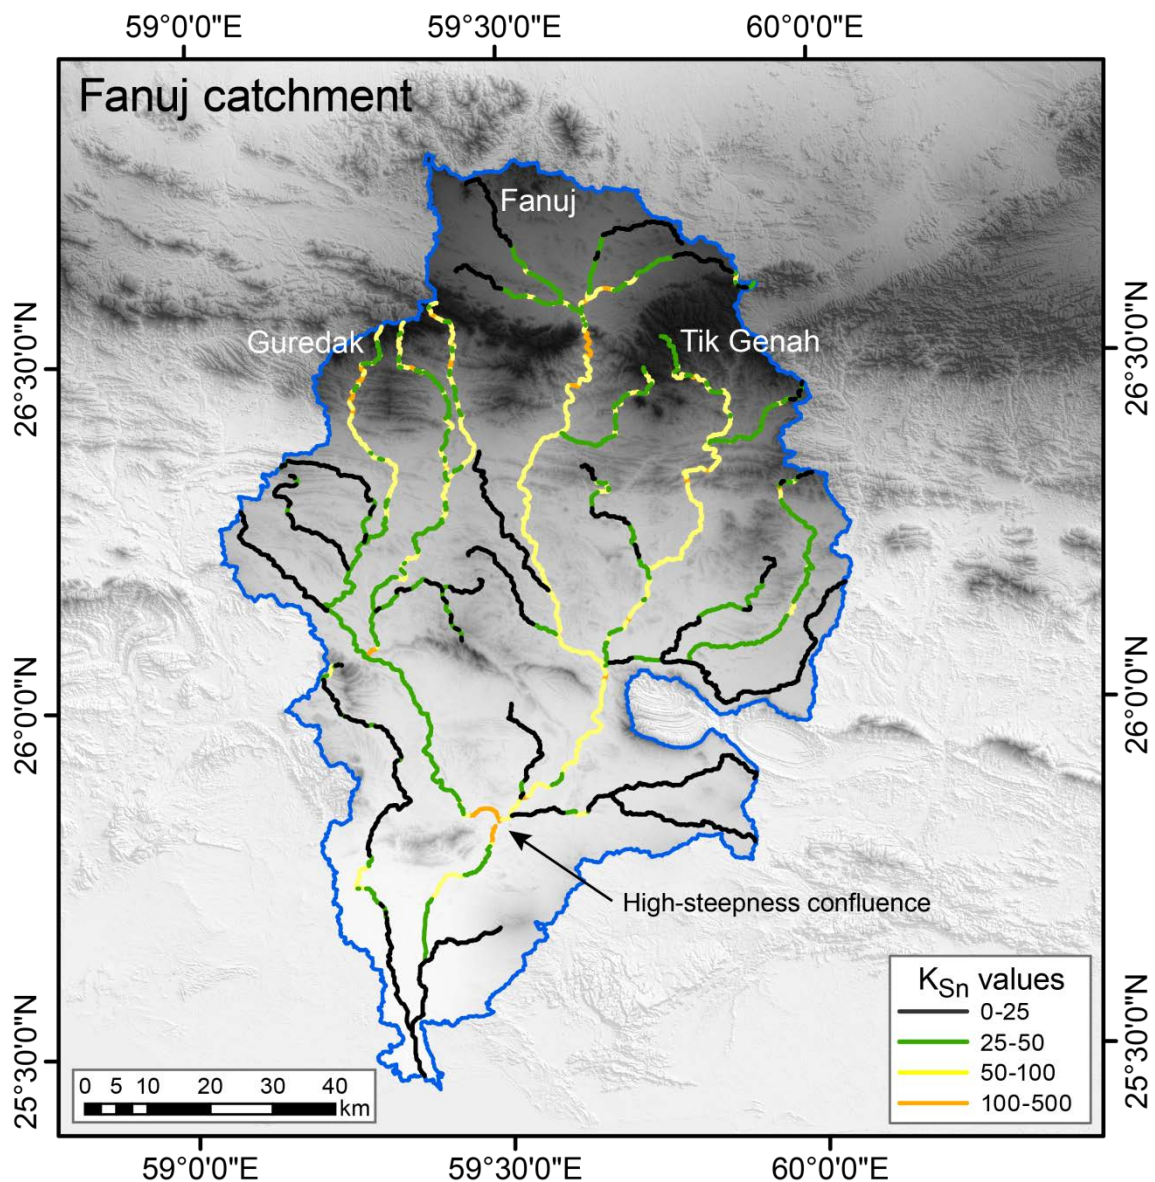 59°0'0"E 59°30'0"E 60°0'0"E
Fanuj catchment
Fanuj
Guredak
Tik Genah
26°30'0"N
26°30'0"N
26°0'0"N
26°0'0"N
High-steepness confluence
25°30'0"N
25°30'0"N
K_Sn values
0-25
25-50
50-100
100-500
0 5 10 20 30 40
km
59°0'0"E 59°30'0"E 60°0'0"E